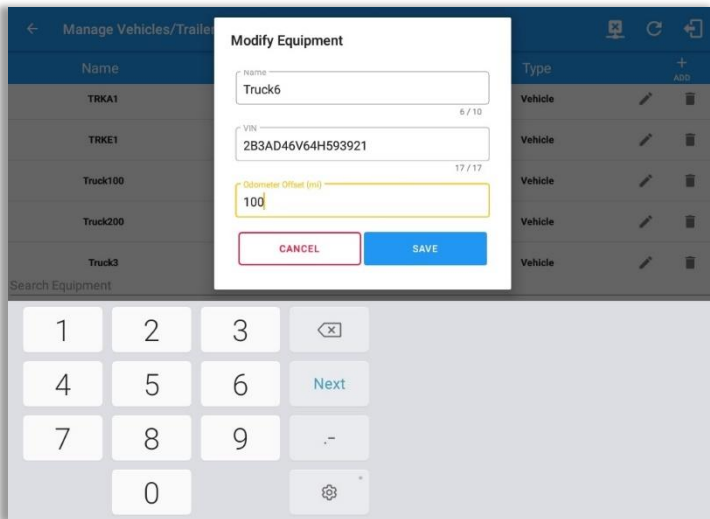 Manage Vehicles/Trailer
Modify Equipment
Name
Type
ADD
Name
Truck6
6 / 10
VIN
2B3AD46V64H593921
17 / 17
Odometer Offset (mi)
100
CANCEL
SAVE
TRKA1
Vehicle
TRKE1
Vehicle
Truck100
Vehicle
Truck200
Vehicle
Truck3
Vehicle
Search Equipment
1 2 3
4 5 6 Next
7 8 9 .-
0